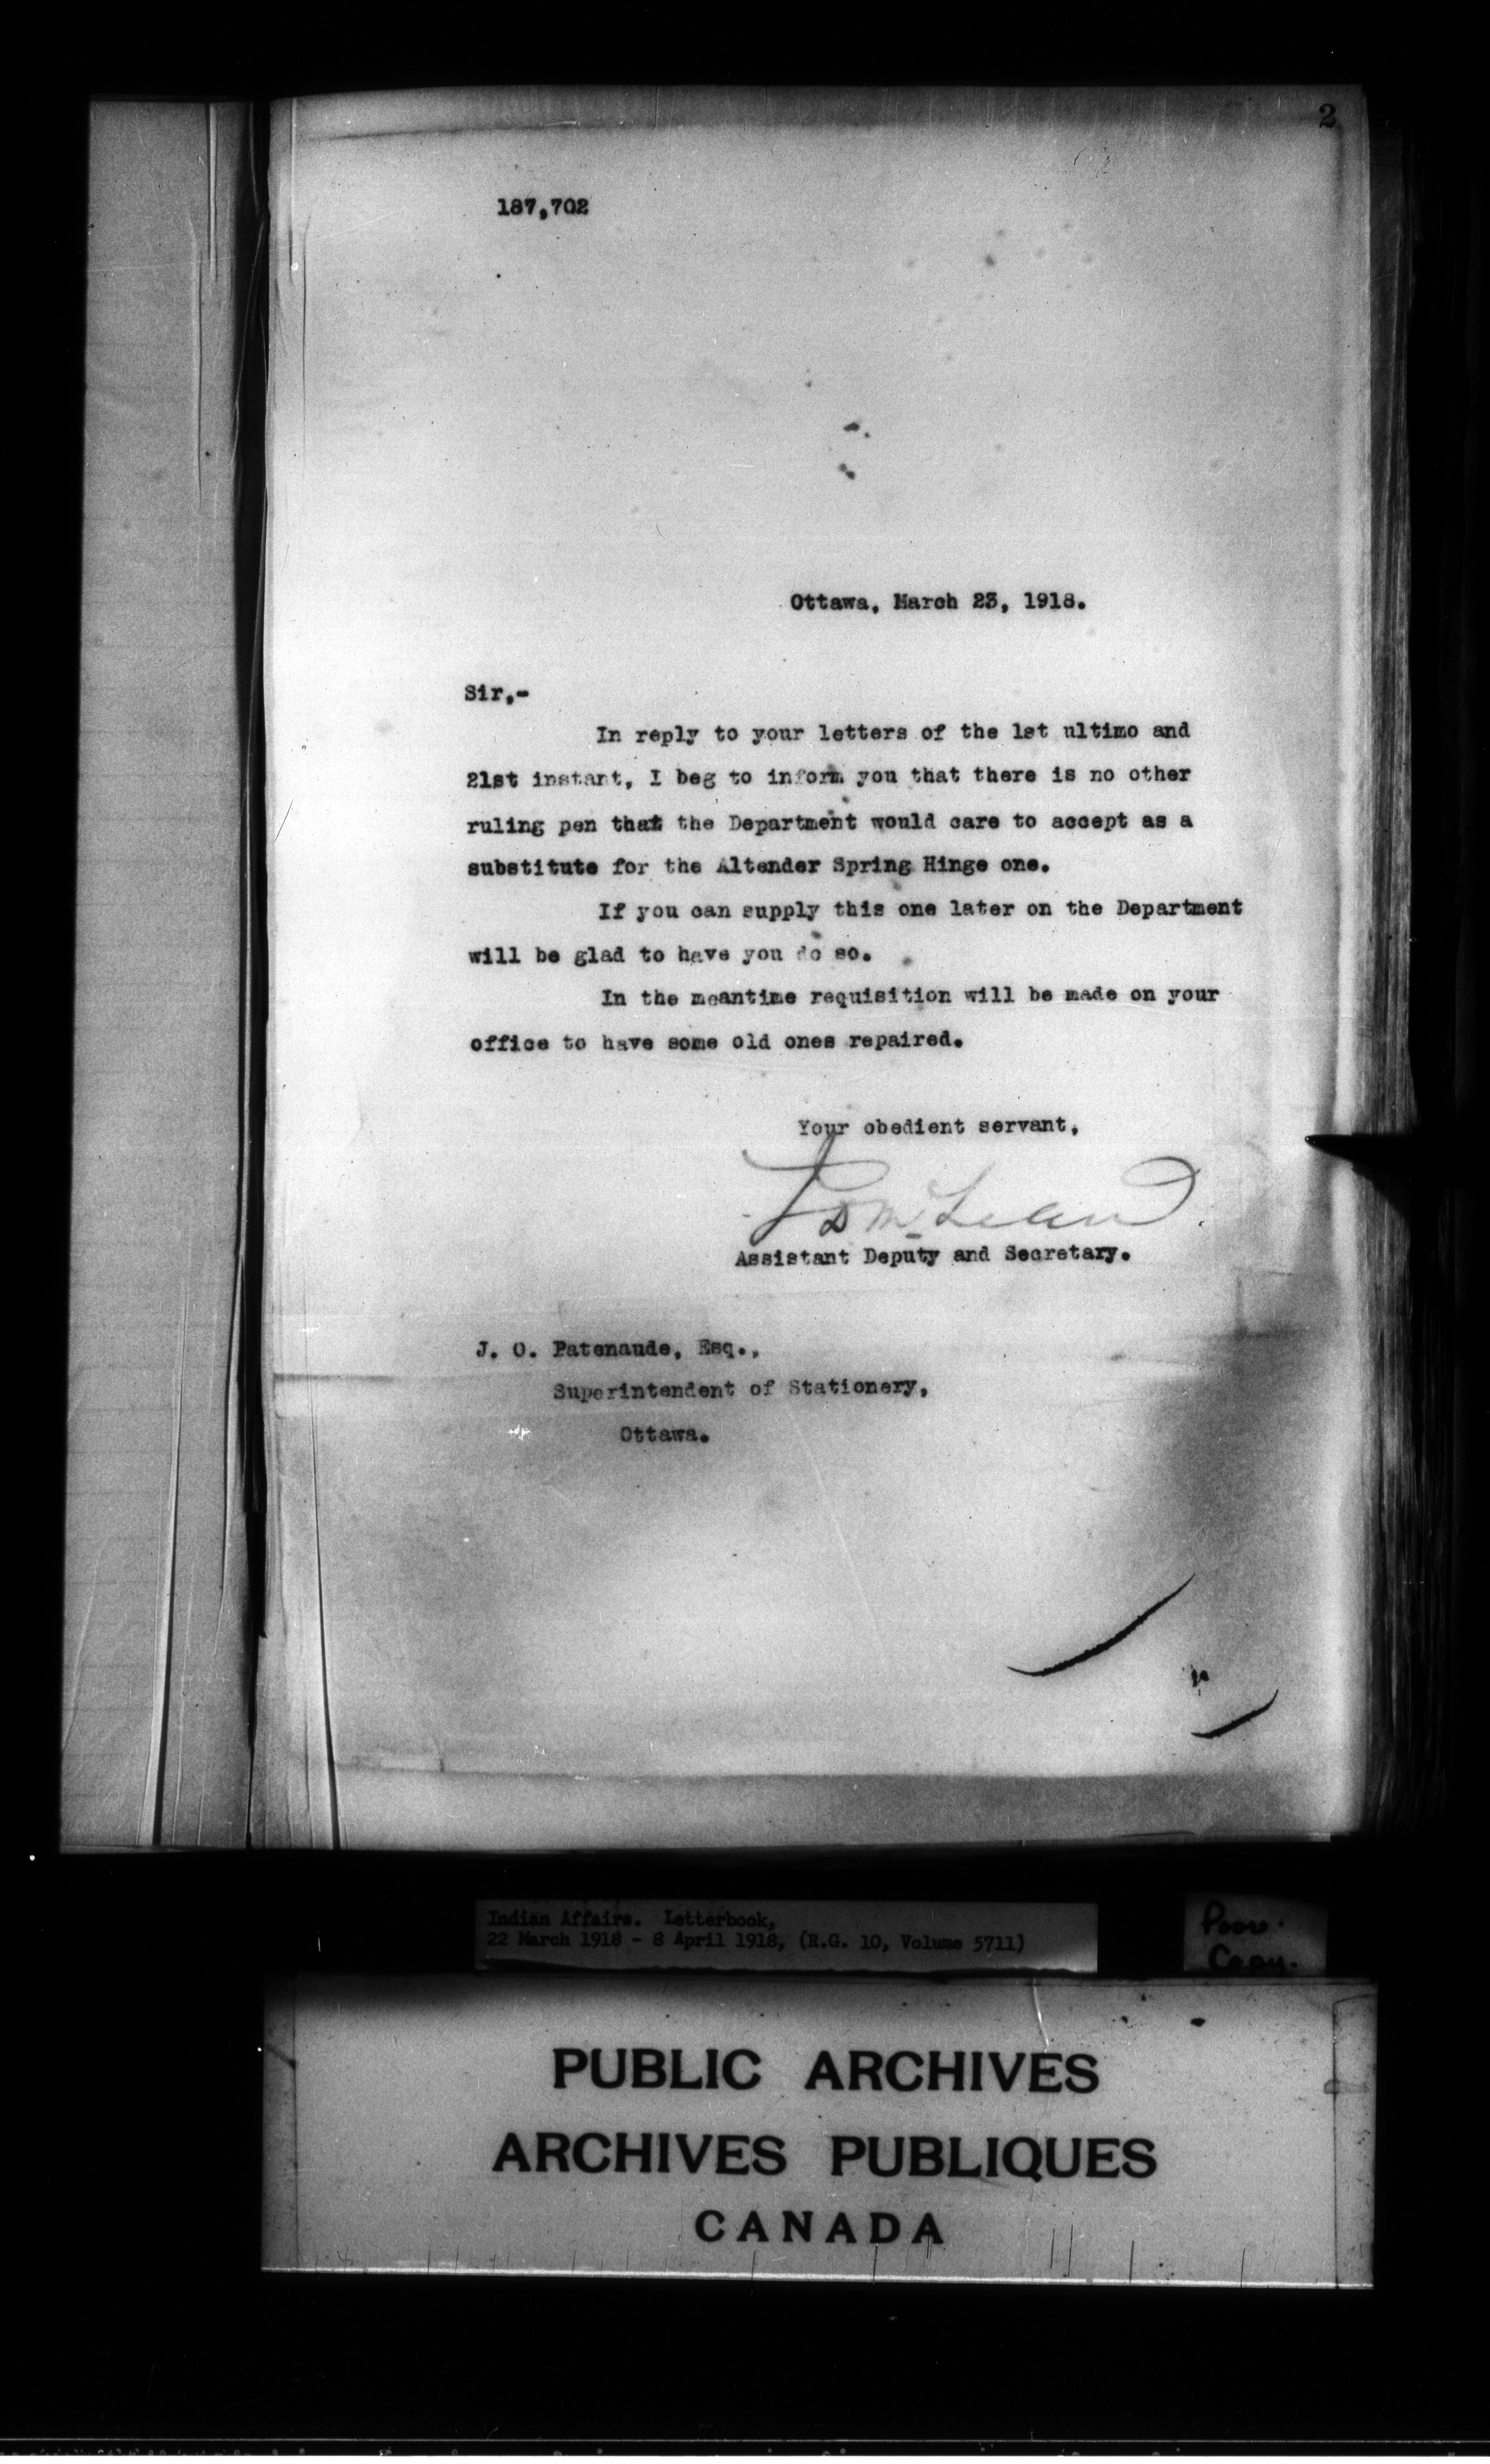 2
187,702
Ottawa, March 23, 1918.
Sir,-
In reply to your letters of the 1st ultimo and
21st instant, I beg to inform you that there is no other
ruling pen that the Department would care to accept as a
substitute for the Altender Spring Hinge one.
If you can supply this one later on the Department
will be glad to have you do so.
In the meantime requisition will be made on your
office to have some old ones repaired.
Your obedient servant,
J D McLean
Assistant Deputy and Secretary.
J. O. Patenaude, Esq.,
Superintendent of Stationery,
Ottawa.
Indian Affairs. Letterbook,
22 March 1918 - 8 April 1918, (R.G. 10, Volume 5711)
Poor
Copy.
PUBLIC ARCHIVES
ARCHIVES PUBLIQUES
CANADA